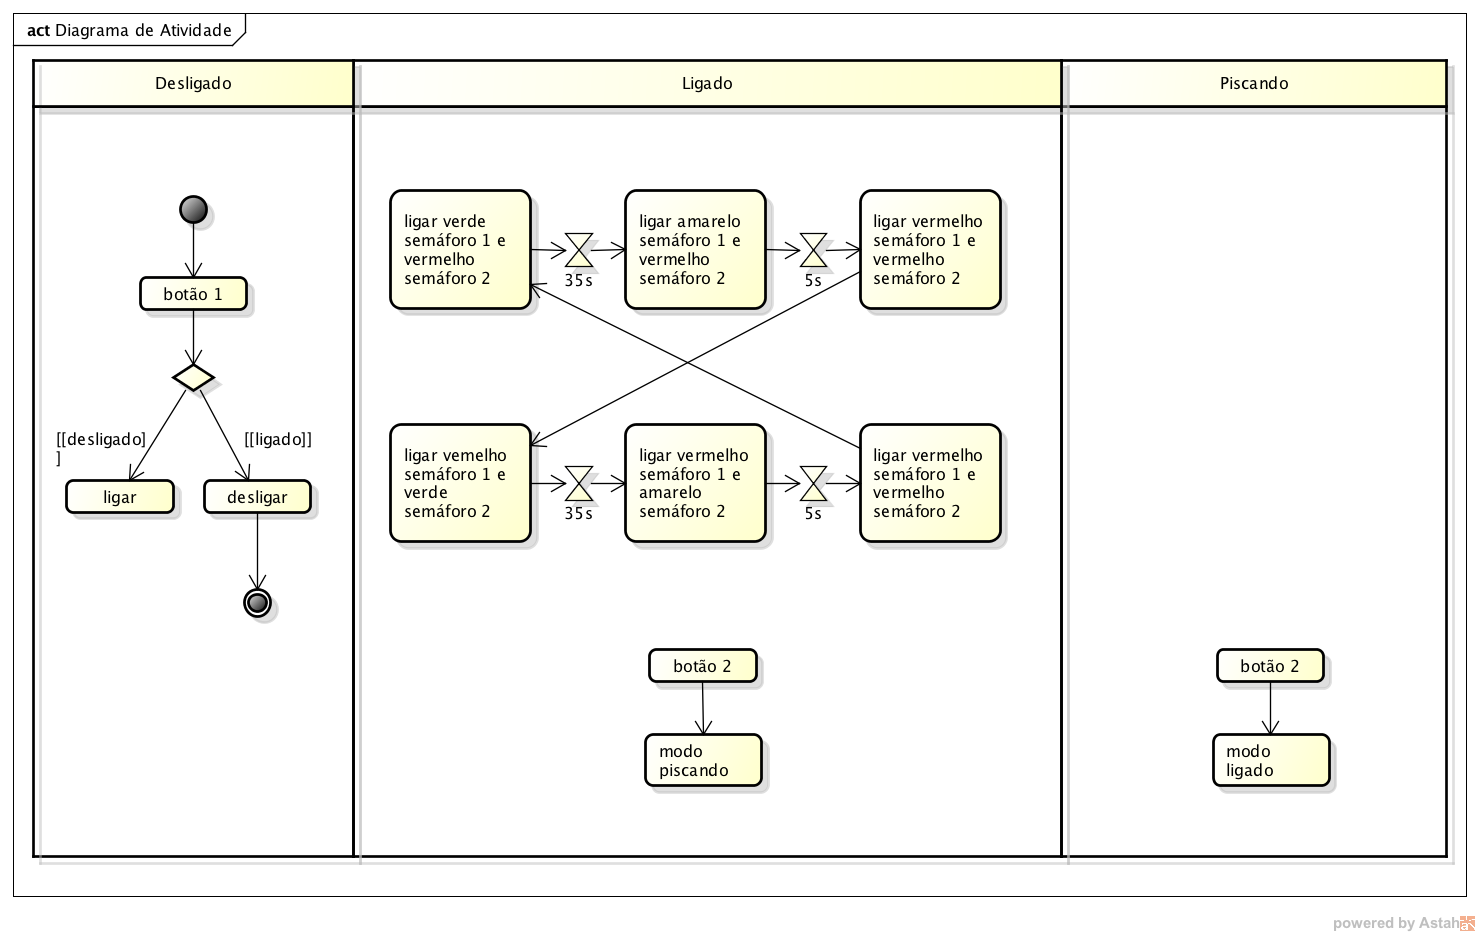 act Diagrama de Atividade
Desligado
Ligado
Piscando
botão 1
[[desligado]
]
[[ligado]]
ligar
desligar
ligar verde
semáforo 1 e
vermelho
semáforo 2
35s
ligar amarelo
semáforo 1 e
vermelho
semáforo 2
5s
ligar vermelho
semáforo 1 e
vermelho
semáforo 2
ligar vemelho
semáforo 1 e
verde
semáforo 2
35s
ligar vermelho
semáforo 1 e
amarelo
semáforo 2
5s
ligar vermelho
semáforo 1 e
vermelho
semáforo 2
botão 2
modo
piscando
botão 2
modo
ligado
powered by Astah